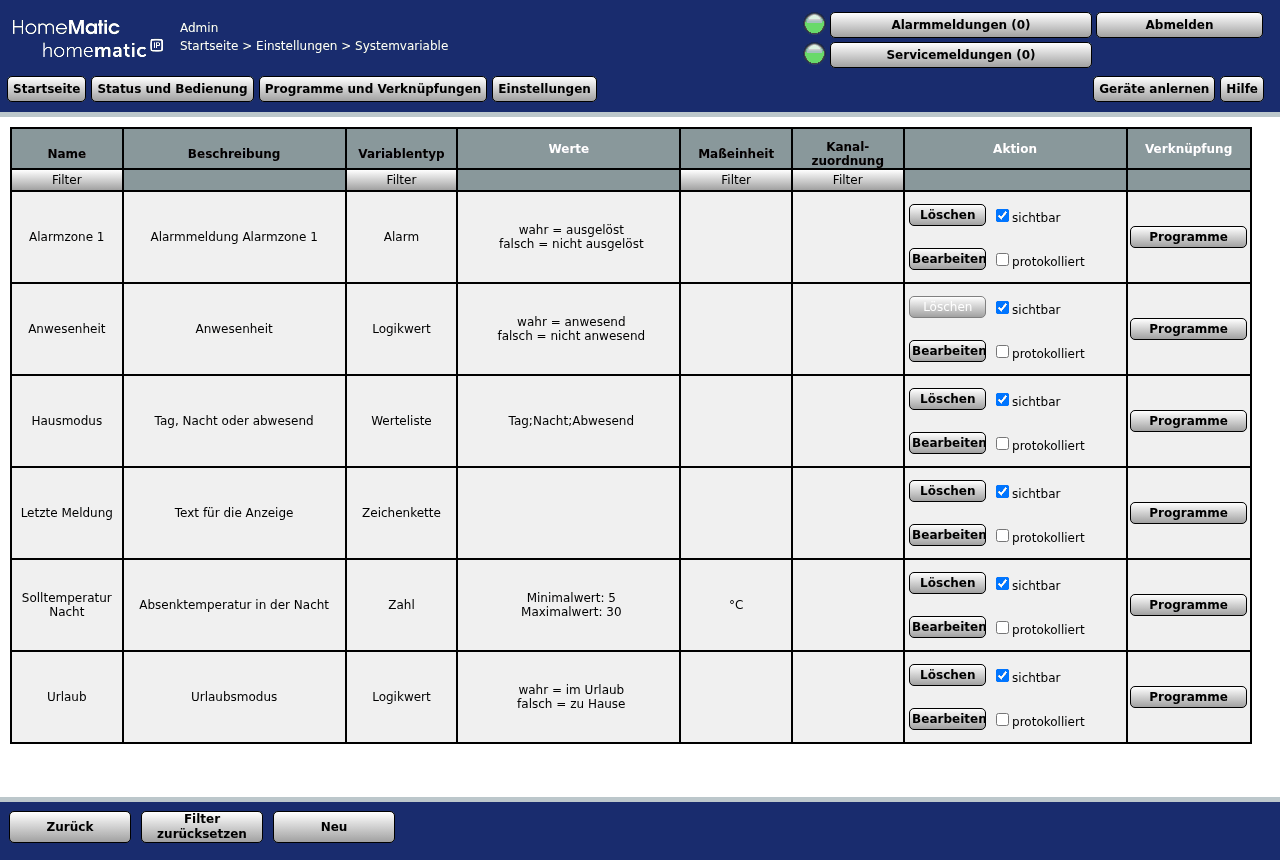 HomeMatic
homematic IP
Admin
Startseite > Einstellungen > Systemvariable
Alarmmeldungen (0)
Abmelden
Servicemeldungen (0)
Startseite
Status und Bedienung
Programme und Verknüpfungen
Einstellungen
Geräte anlernen
Hilfe
Name
Beschreibung
Variablentyp
Werte
Maßeinheit
Kanal-
zuordnung
Aktion
Verknüpfung
Filter
Filter
Filter
Filter
Alarmzone 1
Alarmmeldung Alarmzone 1
Alarm
wahr = ausgelöst
falsch = nicht ausgelöst
Löschen
sichtbar
Bearbeiten
protokolliert
Programme
Anwesenheit
Anwesenheit
Logikwert
wahr = anwesend
falsch = nicht anwesend
Löschen
sichtbar
Bearbeiten
protokolliert
Programme
Hausmodus
Tag, Nacht oder abwesend
Werteliste
Tag;Nacht;Abwesend
Löschen
sichtbar
Bearbeiten
protokolliert
Programme
Letzte Meldung
Text für die Anzeige
Zeichenkette
Löschen
sichtbar
Bearbeiten
protokolliert
Programme
Solltemperatur
Nacht
Absenktemperatur in der Nacht
Zahl
Minimalwert: 5
Maximalwert: 30
°C
Löschen
sichtbar
Bearbeiten
protokolliert
Programme
Urlaub
Urlaubsmodus
Logikwert
wahr = im Urlaub
falsch = zu Hause
Löschen
sichtbar
Bearbeiten
protokolliert
Programme
Zurück
Filter
zurücksetzen
Neu